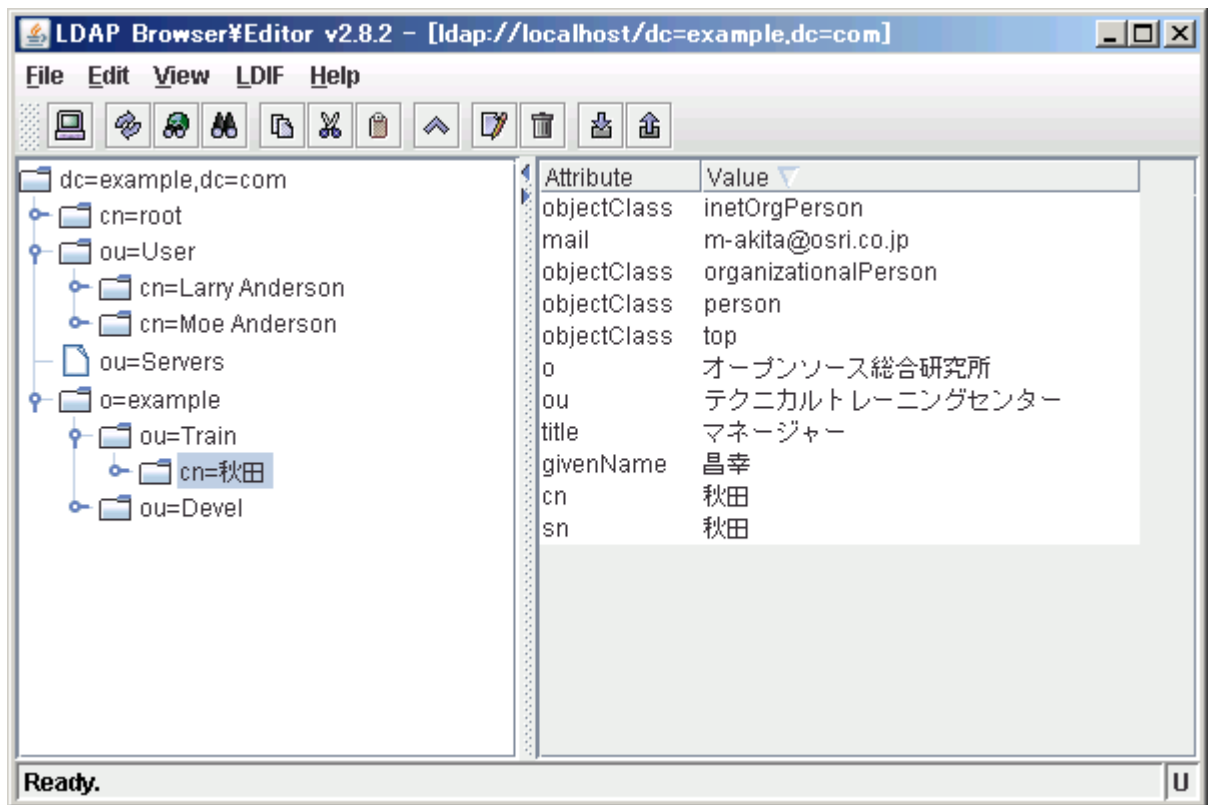 LDAP Browser¥Editor v2.8.2 - [ldap://localhost/dc=example,dc=com]
File Edit View LDIF Help
dc=example,dc=com
cn=root
ou=User
cn=Larry Anderson
cn=Moe Anderson
ou=Servers
o=example
ou=Train
cn=秋田
ou=Devel
Attribute Value
objectClass inetOrgPerson
mail m-akita@osri.co.jp
objectClass organizationalPerson
objectClass person
objectClass top
o オープンソース総合研究所
ou テクニカルトレーニングセンター
title マネージャー
givenName 昌幸
cn 秋田
sn 秋田
Ready. U